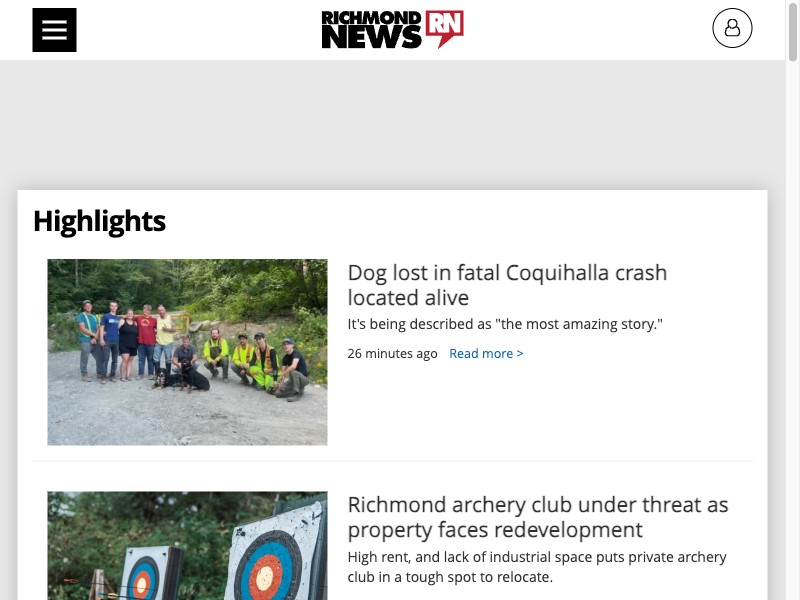 RICHMOND
NEWS
RN
Highlights
Dog lost in fatal Coquihalla crash
located alive
It's being described as "the most amazing story."
26 minutes ago Read more >
Richmond archery club under threat as
property faces redevelopment
High rent, and lack of industrial space puts private archery
club in a tough spot to relocate.